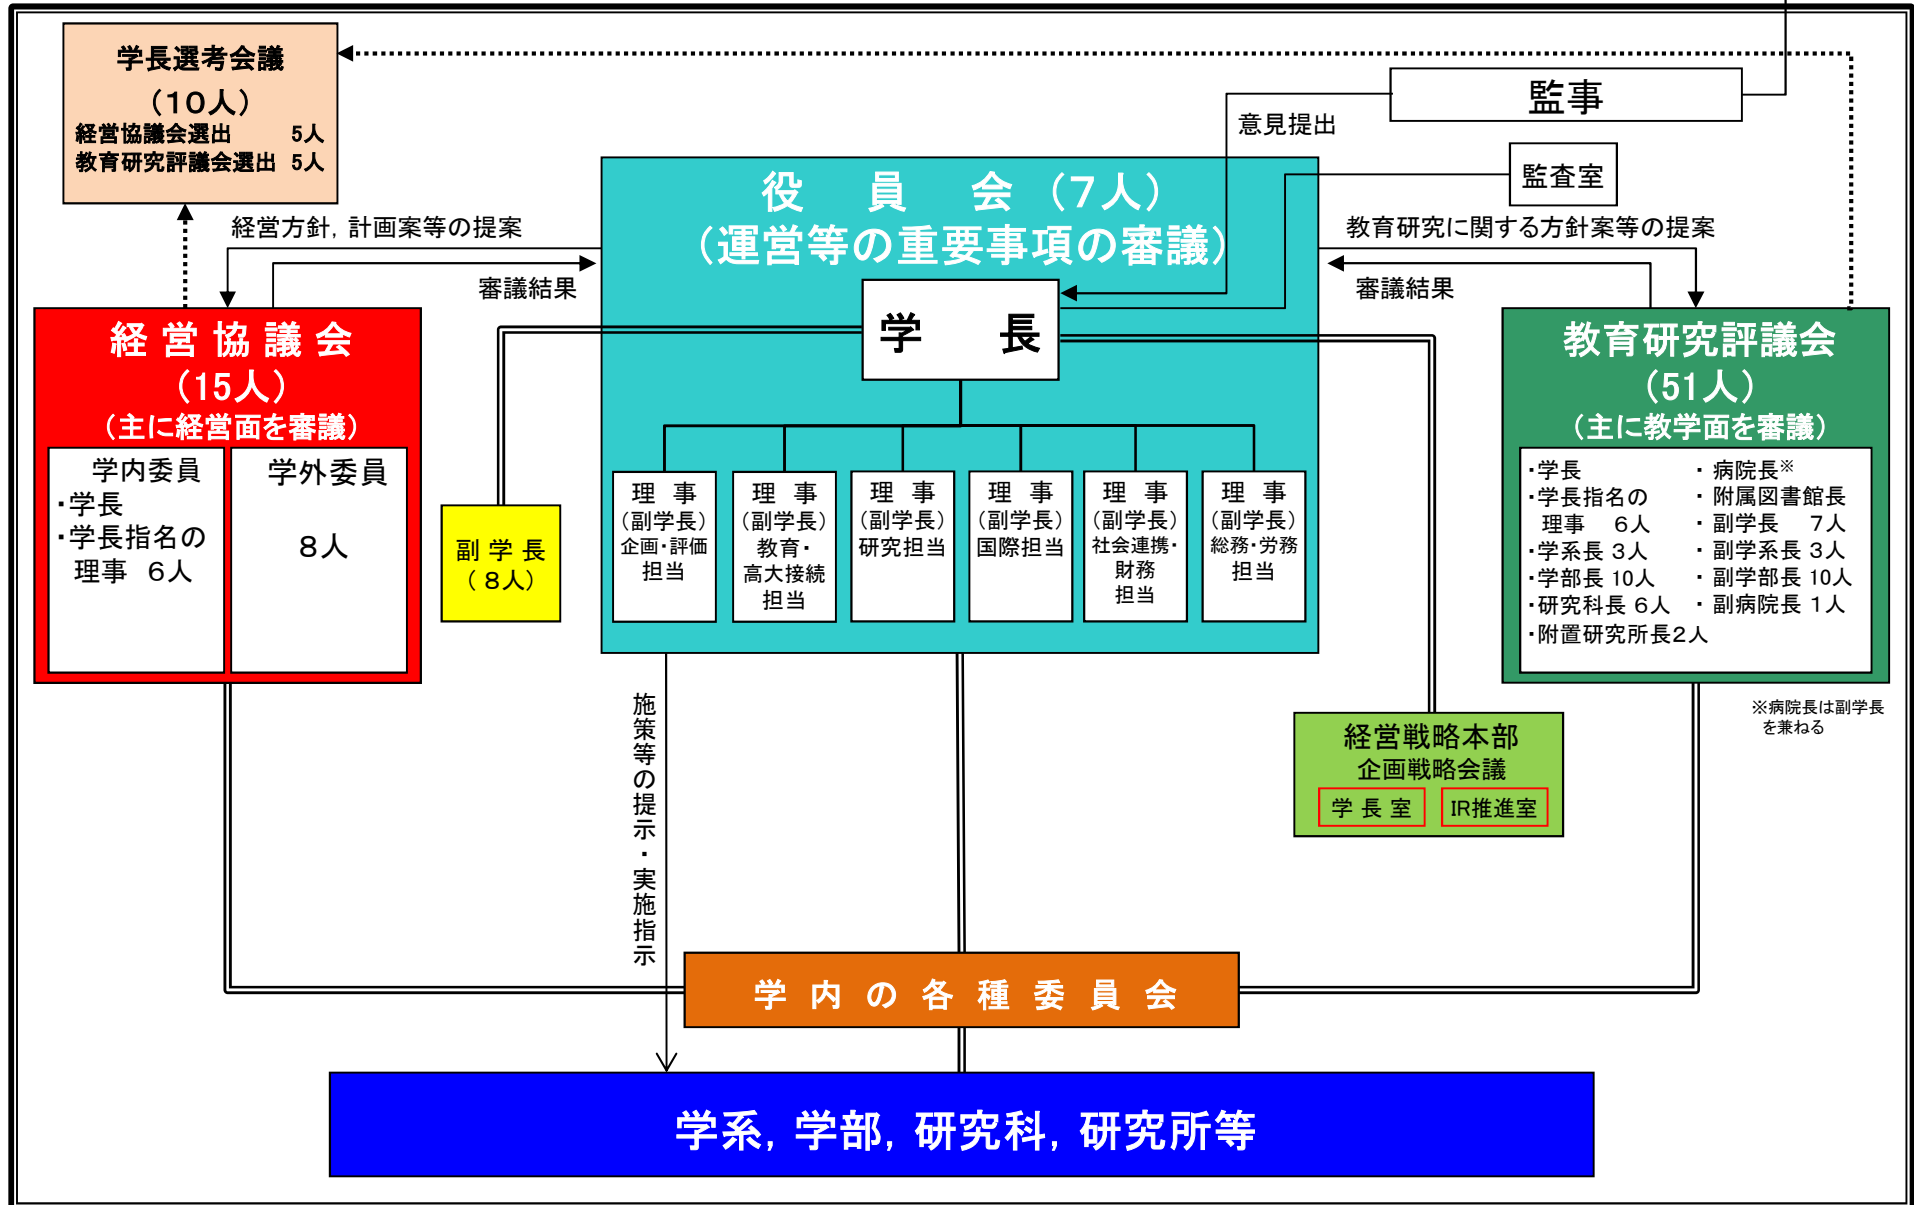 学長選考会議
（10人）
経営協議会選出 5人
教育研究評議会選出 5人
監事
意見提出
監査室
役員会（7人）
（運営等の重要事項の審議）
経営方針，計画案等の提案
審議結果
教育研究に関する方針案等の提案
審議結果
学長
経営協議会
（15人）
（主に経営面を審議）
学内委員
・学長
・学長指名の
理事 6人
学外委員
8人
副学長
（8人）
理事
（副学長）
企画・評価
担当
理事
（副学長）
教育・
高大接続
担当
理事
（副学長）
研究担当
理事
（副学長）
国際担当
理事
（副学長）
社会連携・
財務
担当
理事
（副学長）
総務・労務
担当
教育研究評議会
（51人）
（主に教学面を審議）
・学長
・学長指名の
理事 6人
・学系長 3人
・学部長 10人
・研究科長 6人
・附置研究所長2人
・病院長※
・附属図書館長
・副学長 7人
・副学系長 3人
・副学部長 10人
・副病院長 1人
※病院長は副学長
を兼ねる
施策等の提示・実施指示
経営戦略本部
企画戦略会議
学長室
IR推進室
学内の各種委員会
学系，学部，研究科，研究所等